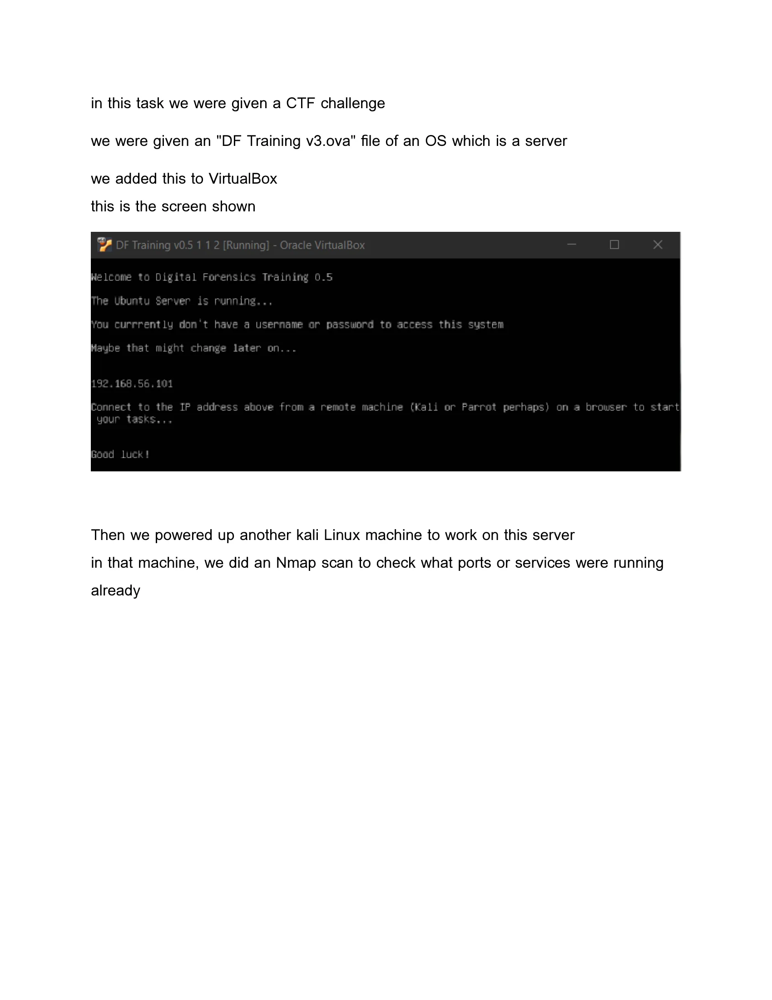 in this task we were given a CTF challenge
we were given an "DF Training v3.ova" file of an OS which is a server
we added this to VirtualBox
this is the screen shown
DF Training v0.5 1 1 2 [Running] - Oracle VirtualBox
Welcome to Digital Forensics Training 0.5
The Ubuntu Server is running...
You currrently don't have a username or password to access this system
Maybe that might change later on...
192.168.56.101
Connect to the IP address above from a remote machine (Kali or Parrot perhaps) on a browser to start
your tasks...
Good luck!
Then we powered up another kali Linux machine to work on this server
in that machine, we did an Nmap scan to check what ports or services were running
already